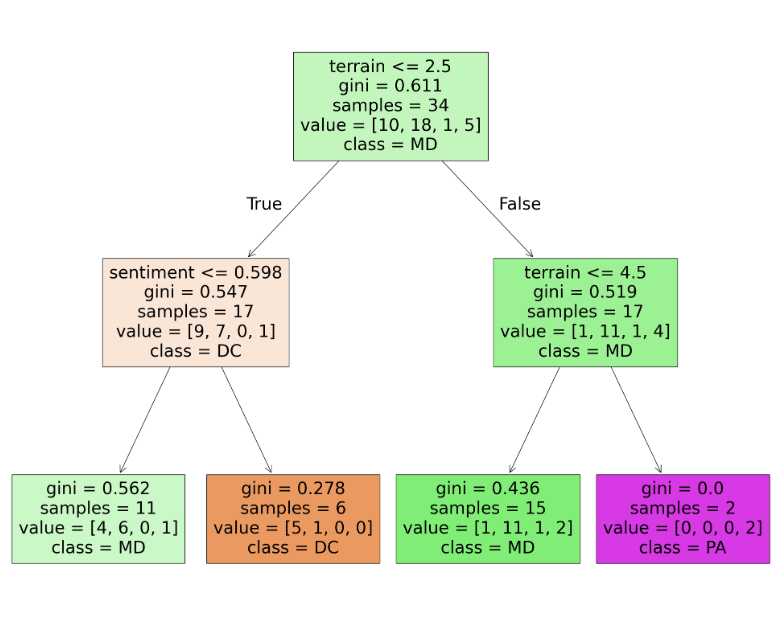 terrain <= 2.5
gini = 0.611
samples = 34
value = [10, 18, 1, 5]
class = MD
True
False
sentiment <= 0.598
gini = 0.547
samples = 17
value = [9, 7, 0, 1]
class = DC
terrain <= 4.5
gini = 0.519
samples = 17
value = [1, 11, 1, 4]
class = MD
gini = 0.562
samples = 11
value = [4, 6, 0, 1]
class = MD
gini = 0.278
samples = 6
value = [5, 1, 0, 0]
class = DC
gini = 0.436
samples = 15
value = [1, 11, 1, 2]
class = MD
gini = 0.0
samples = 2
value = [0, 0, 0, 2]
class = PA